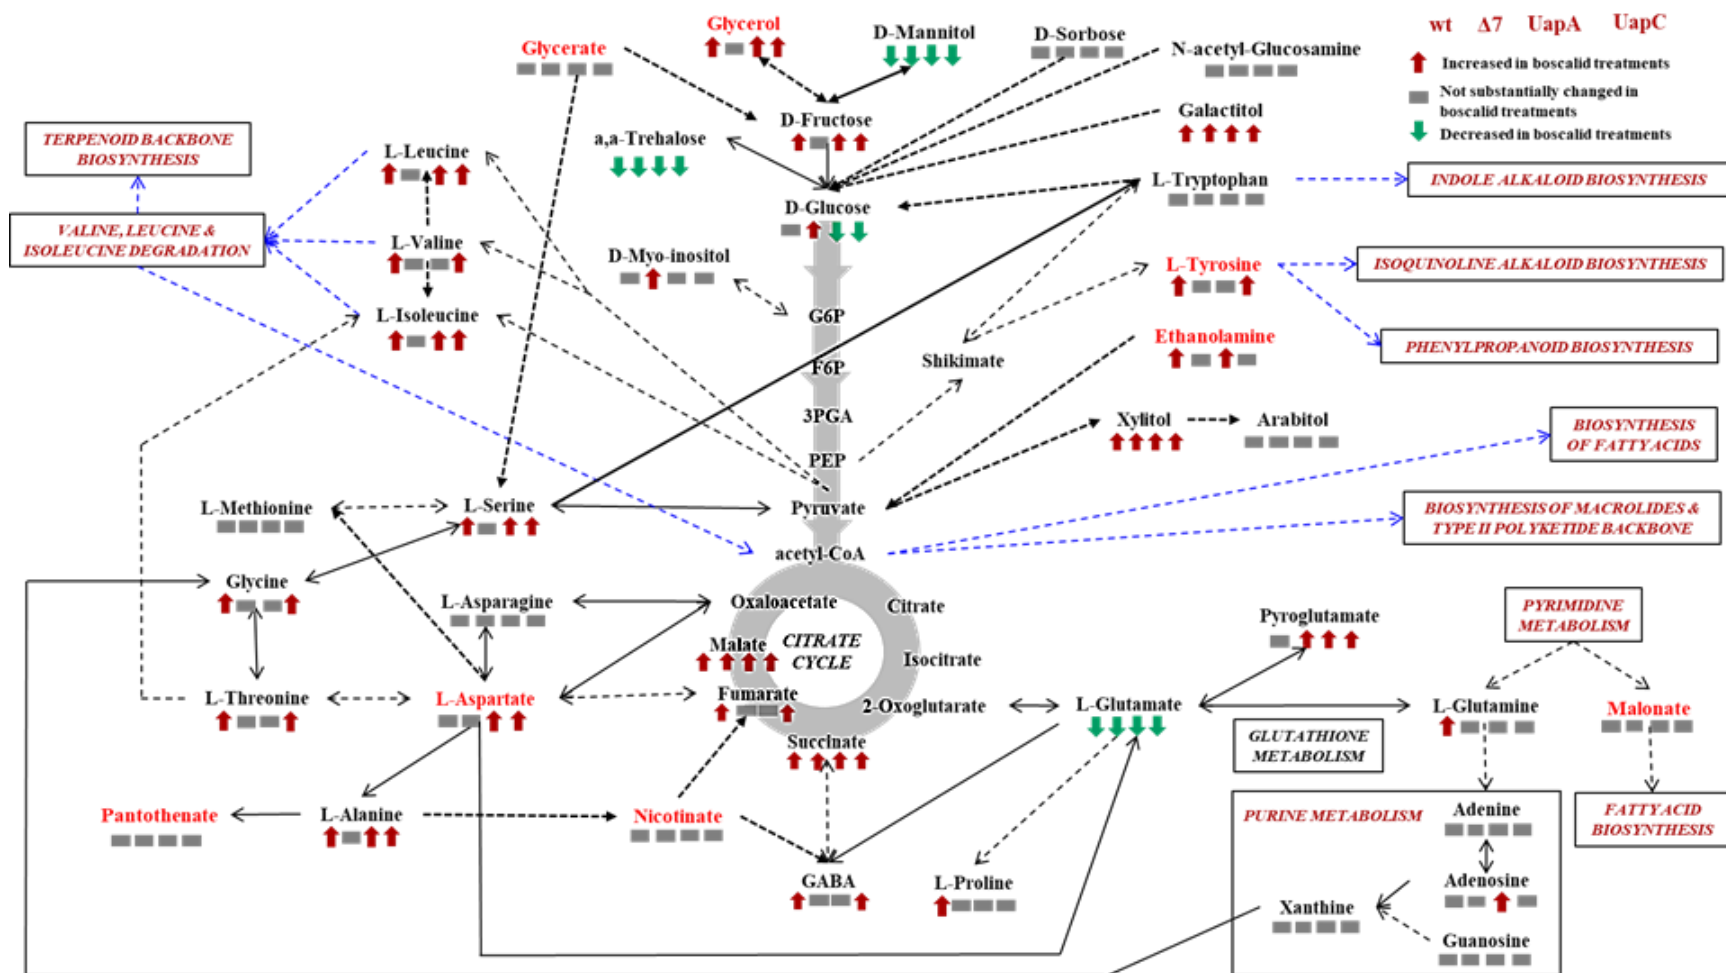 wt Δ7 UapA UapC
Increased in boscalid treatments
Not substantially changed in
boscalid treatments
Decreased in boscalid treatments
Glycerol
Glycerate
D-Mannitol
D-Sorbose
N-acetyl-Glucosamine
Galactitol
D-Fructose
a,a-Trehalose
TERPENOID BACKBONE
BIOSYNTHESIS
L-Leucine
L-Tryptophan
INDOLE ALKALOID BIOSYNTHESIS
D-Glucose
VALINE, LEUCINE &
ISOLEUCINE DEGRADATION
L-Valine
D-Myo-inositol
L-Tyrosine
ISOQUINOLINE ALKALOID BIOSYNTHESIS
L-Isoleucine
G6P
Ethanolamine
PHENYLPROPANOID BIOSYNTHESIS
Shikimate
F6P
3PGA
Xylitol
Arabitol
BIOSYNTHESIS
OF FATTYACIDS
PEP
L-Methionine
L-Serine
Pyruvate
BIOSYNTHESIS OF MACROLIDES &
TYPE II POLYKETIDE BACKBONE
acetyl-CoA
Glycine
L-Asparagine
Oxaloacetate
Citrate
Pyroglutamate
PYRIMIDINE
METABOLISM
Malate
CITRATE
CYCLE
Isocitrate
L-Threonine
L-Aspartate
Fumarate
2-Oxoglutarate
L-Glutamate
L-Glutamine
Malonate
GLUTATHIONE
METABOLISM
Succinate
Pantothenate
L-Alanine
Nicotinate
PURINE METABOLISM
Adenine
FATTYACID
BIOSYNTHESIS
GABA
L-Proline
Adenosine
Xanthine
Guanosine